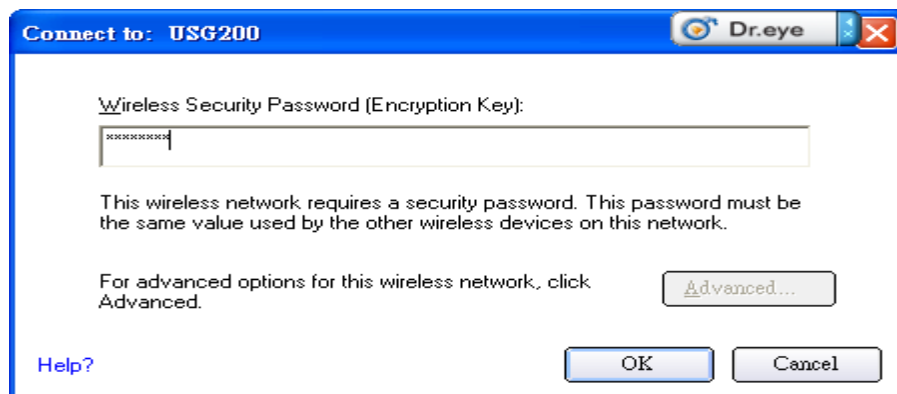 Connect to: USG200
Dr.eye
Wireless Security Password (Encryption Key):
********
This wireless network requires a security password. This password must be
the same value used by the other wireless devices on this network.
For advanced options for this wireless network, click
Advanced.
Advanced...
Help?
OK
Cancel